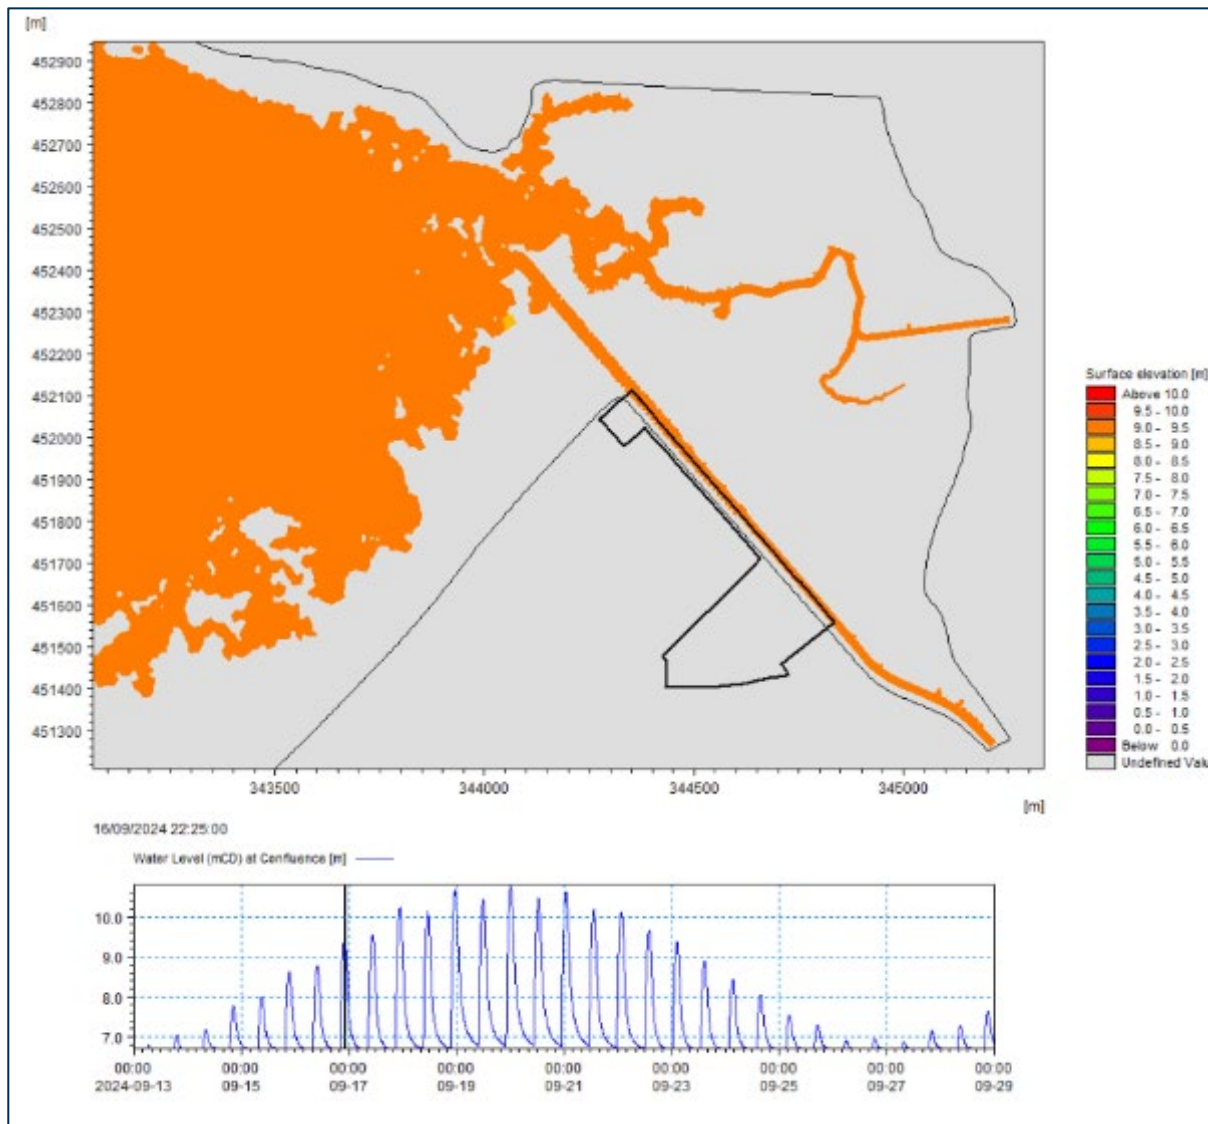 [m]
452900
452800
452700
452600
452500
452400
452300
452200
452100
452000
451900
451800
451700
451600
451500
451400
451300
343500 344000 344500 345000
[m]
Surface elevation [m]
Above 10.0
9.5 - 10.0
9.0 - 9.5
8.5 - 9.0
8.0 - 8.5
7.5 - 8.0
7.0 - 7.5
6.5 - 7.0
6.0 - 6.5
5.5 - 6.0
5.0 - 5.5
4.5 - 5.0
4.0 - 4.5
3.5 - 4.0
3.0 - 3.5
2.5 - 3.0
2.0 - 2.5
1.5 - 2.0
1.0 - 1.5
0.5 - 1.0
0.0 - 0.5
Below 0.0
Undefined Valu
16/09/2024 22:25:00
Water Level (mCD) at Confluence [m]
10.0
9.0
8.0
7.0
00:00 00:00 00:00 00:00 00:00 00:00 00:00 00:00 00:00
2024-09-13 09-15 09-17 09-19 09-21 09-23 09-25 09-27 09-29